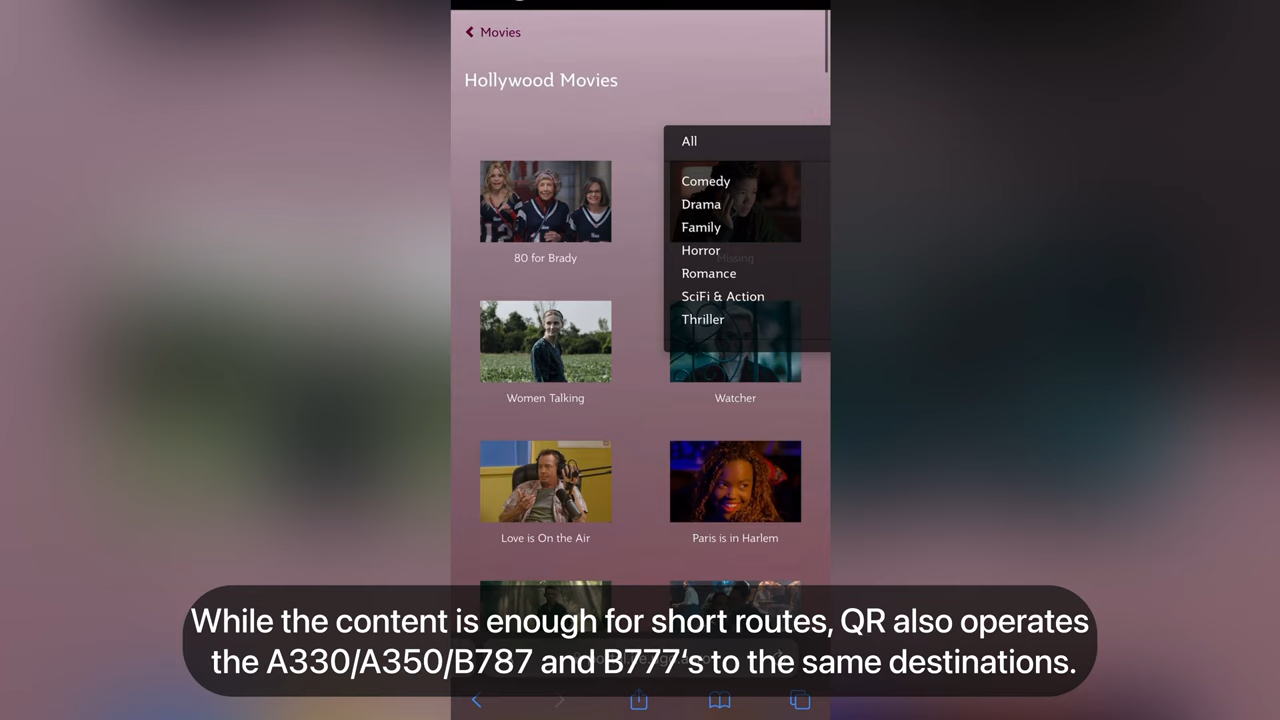 Movies
Hollywood Movies
All
Comedy
Drama
Family
Horror
Romance
SciFi & Action
Thriller
80 for Brady
Missing
Women Talking
Watcher
Love is On the Air
Paris is in Harlem
While the content is enough for short routes, QR also operates
the A330/A350/B787 and B777‘s to the same destinations.